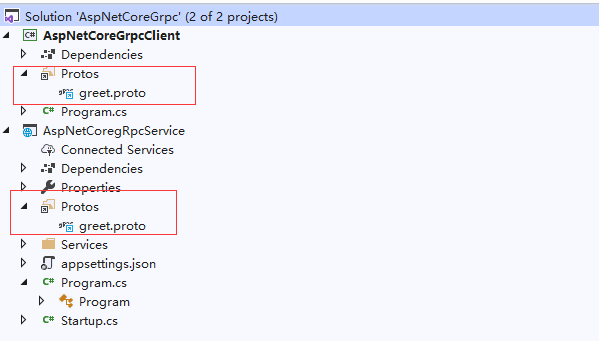 Solution 'AspNetCoreGrpc' (2 of 2 projects)
C# AspNetCoreGrpcClient
Dependencies
Protos
greet.proto
C# Program.cs
AspNetCoregRpcService
Connected Services
Dependencies
Properties
Protos
greet.proto
Services
appsettings.json
C# Program.cs
Program
C# Startup.cs